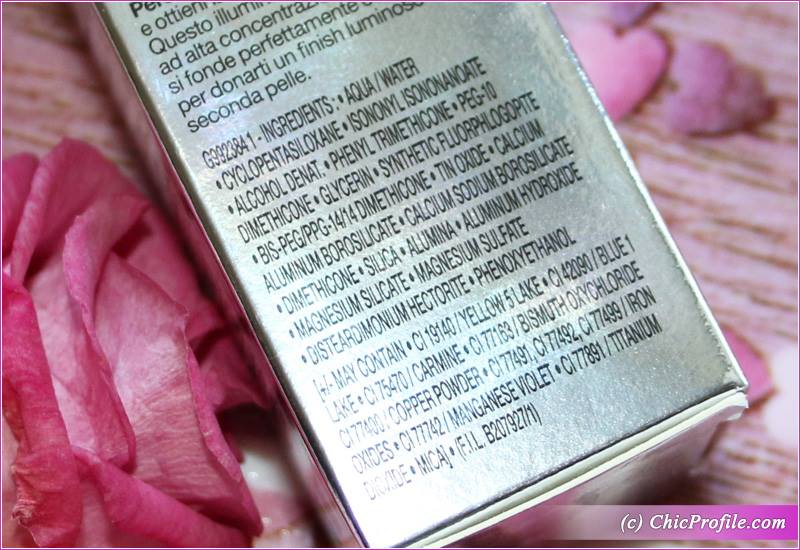 Per
e ottieni
Questo illumin
ad alta concentrazi
si fonde perfettamente c
per donarti un finish luminoso
seconda pelle.
G992384 1 - INGREDIENTS: • AQUA / WATER
• CYCLOPENTASILOXANE • ISONONYL ISONONANOATE
• ALCOHOL DENAT. • PHENYL TRIMETHICONE • PEG-10
DIMETHICONE • GLYCERIN • SYNTHETIC FLUORPHLOGOPITE
• BIS-PEG/PPG-14/14 DIMETHICONE • TIN OXIDE • CALCIUM
ALUMINUM BOROSILICATE • CALCIUM SODIUM BOROSILICATE
• DIMETHICONE • SILICA • ALUMINA • ALUMINUM HYDROXIDE
• MAGNESIUM SILICATE • MAGNESIUM SULFATE
• DISTEARDIMONIUM HECTORITE • PHENOXYETHANOL
[+/- MAY CONTAIN • CI 19140 / YELLOW 5 LAKE • CI 42090 / BLUE 1
LAKE • CI 75470 / CARMINE • CI 77163 / BISMUTH OXYCHLORIDE
CI 77400 / COPPER POWDER • CI 77491, CI 77492, CI 77499 / IRON
OXIDES • CI 77742 / MANGANESE VIOLET • CI 77891 / TITANIUM
DIOXIDE • MICA] • (F.I.L. B207927/1)
(c) ChicProfile.com